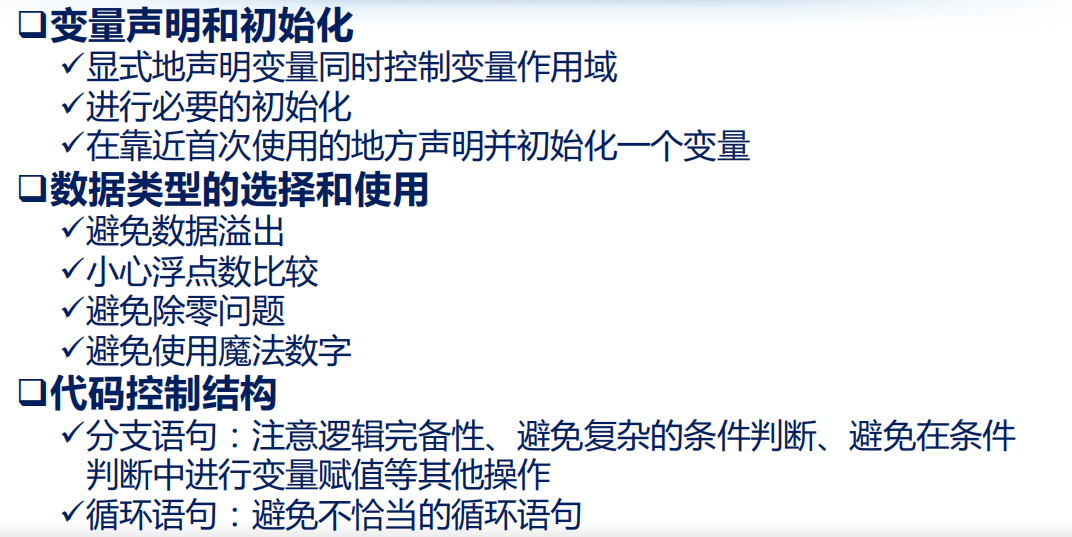 ❑变量声明和初始化
✓显式地声明变量同时控制变量作用域
✓进行必要的初始化
✓在靠近首次使用的地方声明并初始化一个变量
❑数据类型的选择和使用
✓避免数据溢出
✓小心浮点数比较
✓避免除零问题
✓避免使用魔法数字
❑代码控制结构
✓分支语句：注意逻辑完备性、避免复杂的条件判断、避免在条件
判断中进行变量赋值等其他操作
✓循环语句：避免不恰当的循环语句